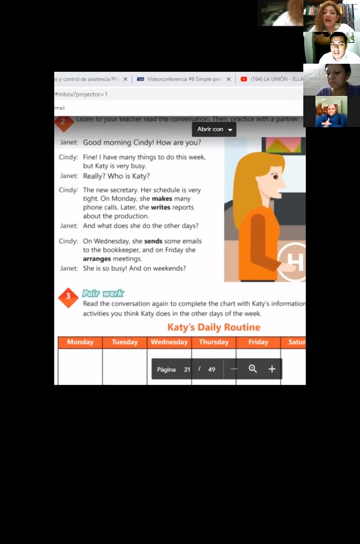 s y control de asistencia
Videoconferencia #6 Simple
(164) LA UNIÓN - ELLA
#inbox?projector=1
mail
2 Listen to your teacher read the conversation. Then, practice with a partner.
Abrir con
Janet: Good morning Cindy! How are you?
Cindy: Fine! I have many things to do this week,
but Katy is very busy.
Janet: Really? Who is Katy?
Cindy: The new secretary. Her schedule is very
tight. On Monday, she makes many
phone calls. Later, she writes reports
about the production.
Janet: And what does she do the other days?
Cindy: On Wednesday, she sends some emails
to the bookkeeper, and on Friday she
arranges meetings.
Janet: She is so busy! And on weekends?
3 Pair work
Read the conversation again to complete the chart with Katy's information
activities you think Katy does in the other days of the week.
Katy's Daily Routine
Monday Tuesday Wednesday Thursday Friday Satur
Página 21 / 49
H